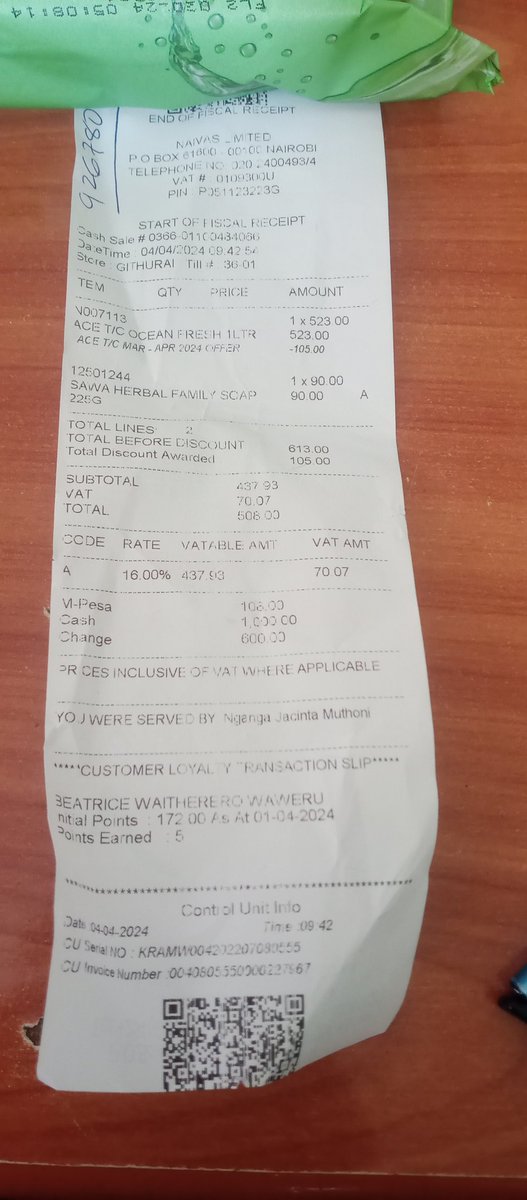 05:08:14
926780
END OF FISCAL RECEIPT
NAIVAS LIMITED
P.O BOX 61600 - 00100 NAIROBI
TELEPHONE NO: 020 2400493/4
VAT # : 0109300U
PIN : P051123223G
START OF FISCAL RECEIPT
Cash Sale #
DateTime 04/04/2024 09:42:54
Store : GITHURAI Till # : 36-01
ITEM QTY PRICE AMOUNT
N007113 1 x 523.00
ACE T/C OCEAN FRESH 1LTR 523.00
ACE T/C MAR - APR 2024 OFFER -105.00
12501244 1 x 90.00
SAWA HERBAL FAMILY SOAP 90.00 A
225G
TOTAL LINES: 2
TOTAL BEFORE DISCOUNT 613.00
Total Discount Awarded 105.00
SUBTOTAL 437.93
VAT 70.07
TOTAL 508.00
CODE RATE VATABLE AMT VAT AMT
A 16.00% 437.93 70.07
M-Pesa 108.00
Cash 1,000.00
Change 600.00
PRICES INCLUSIVE OF VAT WHERE APPLICABLE
YOU WERE SERVED BY Nganga Jacinta Muthoni
*****CUSTOMER LOYALTY TRANSACTION SLIP*****
BEATRICE WAITHERERO WAWERU
Initial Points : 172.00 As At 01-04-2024
Points Earned : 5
Control Unit Info
Date :04-04-2024 Time :09:42
CU Serial NO :
CU Invoice Number :